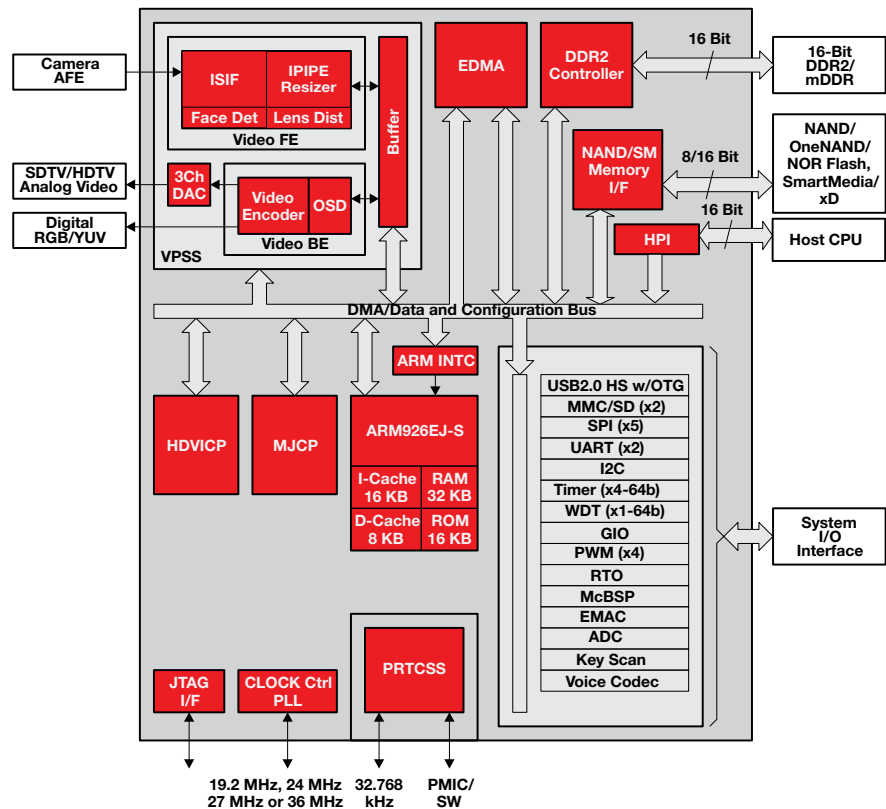 Camera
AFE
ISIF
IPIPE
Resizer
Face Det
Lens Dist
Video FE
Buffer
SDTV/HDTV
Analog Video
3Ch
DAC
Video
Encoder
OSD
Video BE
Digital
RGB/YUV
VPSS
EDMA
DDR2
Controller
16 Bit
16-Bit
DDR2/
mDDR
NAND/SM
Memory
I/F
8/16 Bit
NAND/
OneNAND/
NOR Flash,
SmartMedia/
xD
HPI
16 Bit
Host CPU
DMA/Data and Configuration Bus
ARM INTC
HDVICP
MJCP
ARM926EJ-S
I-Cache
16 KB
RAM
32 KB
D-Cache
8 KB
ROM
16 KB
USB2.0 HS w/OTG
MMC/SD (x2)
SPI (x5)
UART (x2)
I2C
Timer (x4-64b)
WDT (x1-64b)
GIO
PWM (x4)
RTO
McBSP
EMAC
ADC
Key Scan
Voice Codec
System
I/O
Interface
JTAG
I/F
CLOCK Ctrl
PLL
PRTCSS
19.2 MHz, 24 MHz
27 MHz or 36 MHz
32.768
kHz
PMIC/
SW